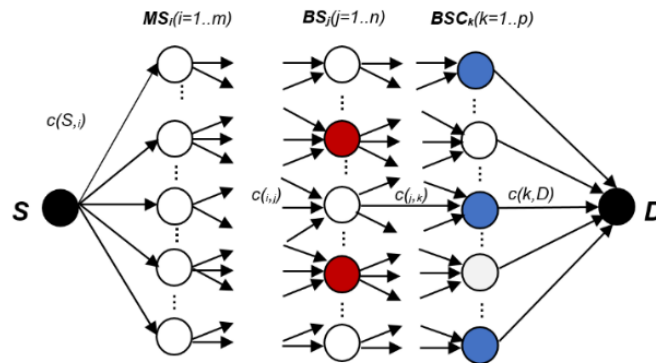 MSi(i=1..m) BSj(j=1..n) BSCk(k=1..p)
c(S,i)
S c(i,j) c(j,k) c(k,D) D